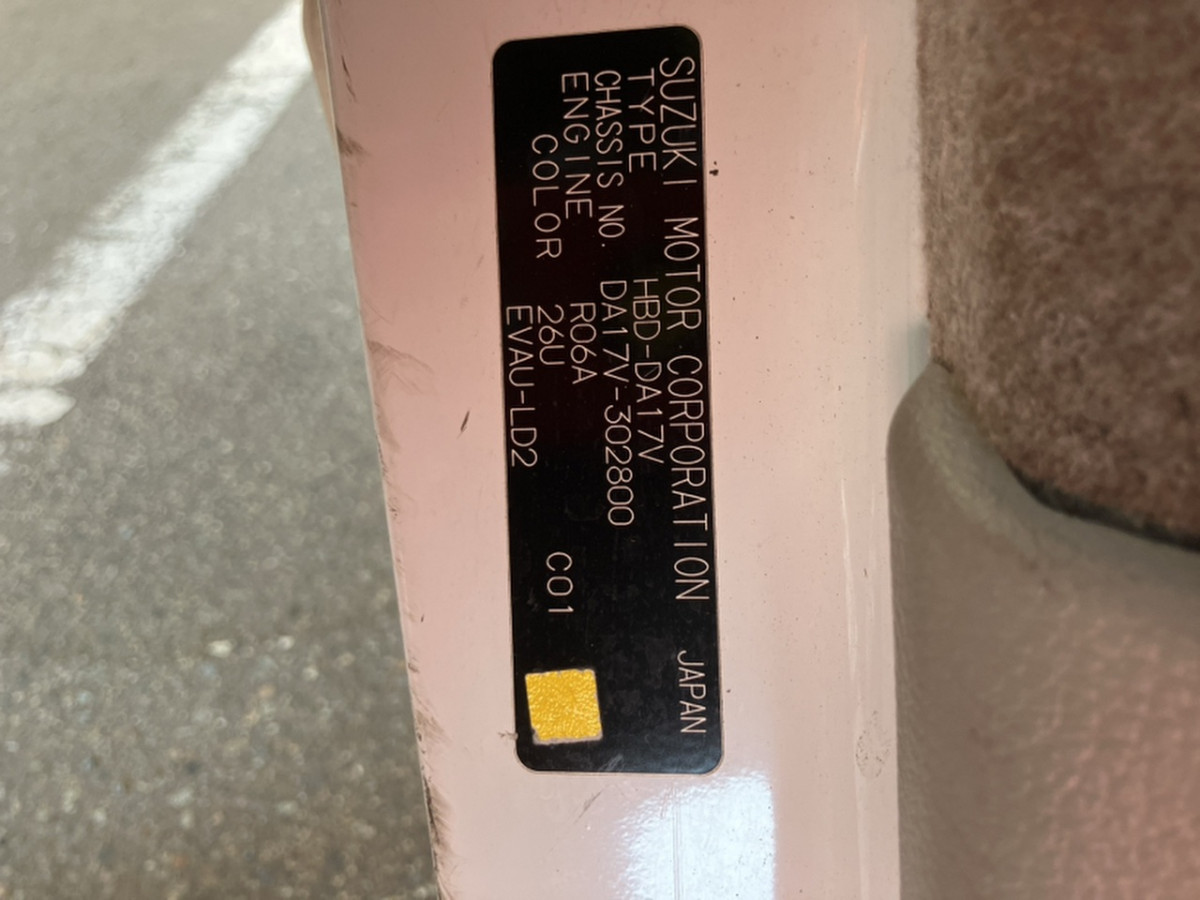 SUZUKI MOTOR CORPORATION JAPAN
TYPE HBD-DA17V
CHASSIS NO. DA17V-302800
ENGINE R06A
COLOR 26U C01
EVAU-LD2